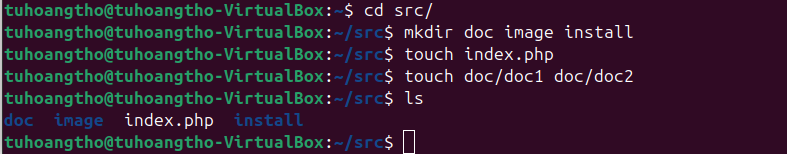 tuhoangtho@tuhoangtho-VirtualBox:~$ cd src/
tuhoangtho@tuhoangtho-VirtualBox:~/src$ mkdir doc image install
tuhoangtho@tuhoangtho-VirtualBox:~/src$ touch index.php
tuhoangtho@tuhoangtho-VirtualBox:~/src$ touch doc/doc1 doc/doc2
tuhoangtho@tuhoangtho-VirtualBox:~/src$ ls
doc  image  index.php  install
tuhoangtho@tuhoangtho-VirtualBox:~/src$